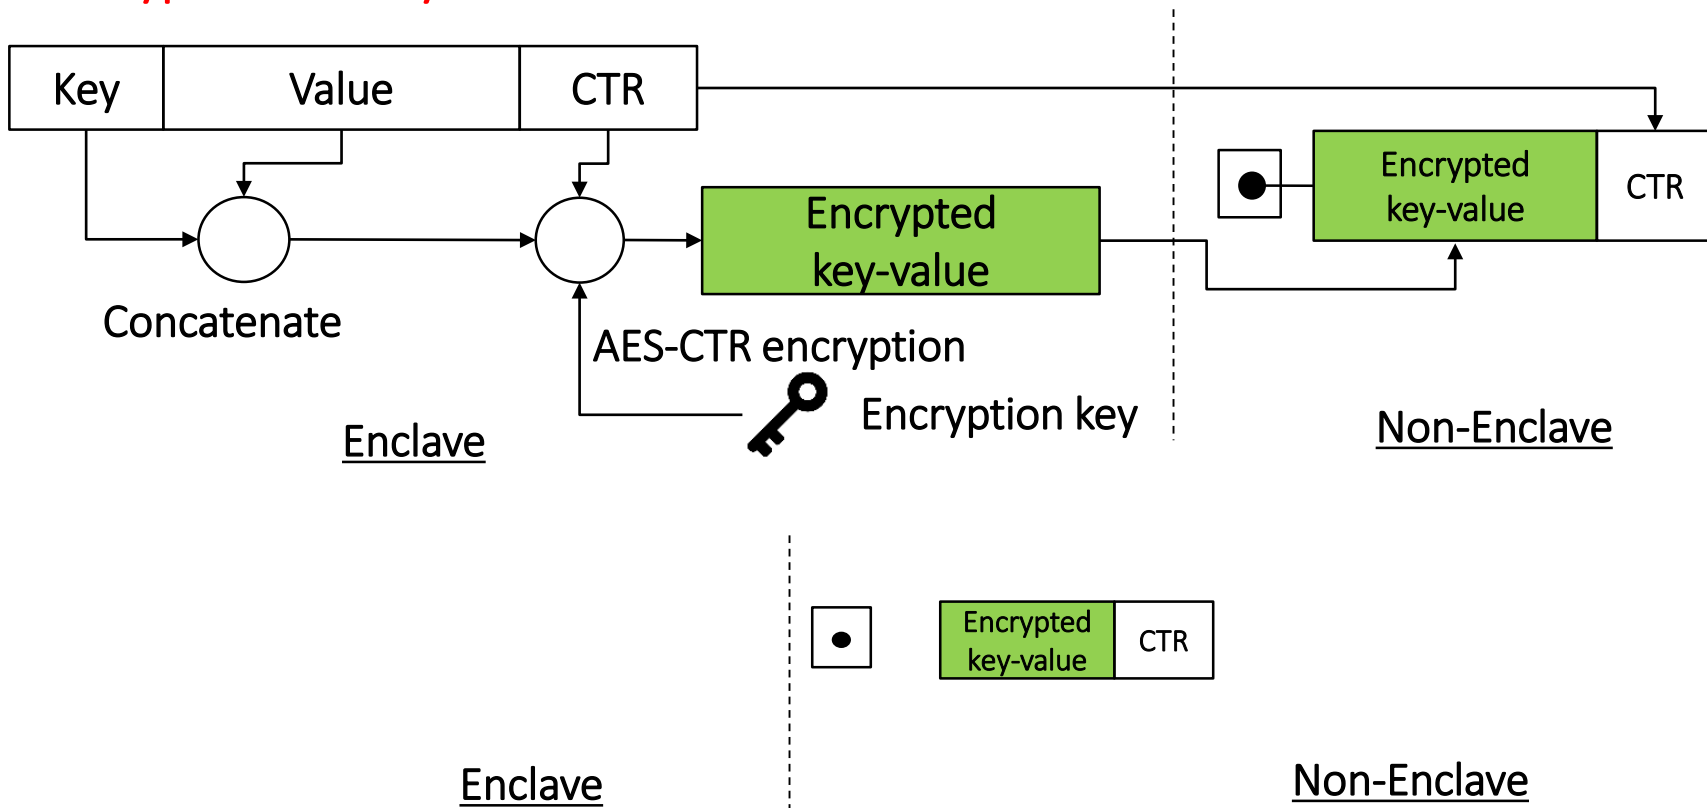 Key Value CTR
Encrypted
key-value
CTR
Encrypted
key-value
Concatenate
AES-CTR encryption
Encryption key
Enclave
Non-Enclave
Encrypted
key-value
CTR
Enclave
Non-Enclave